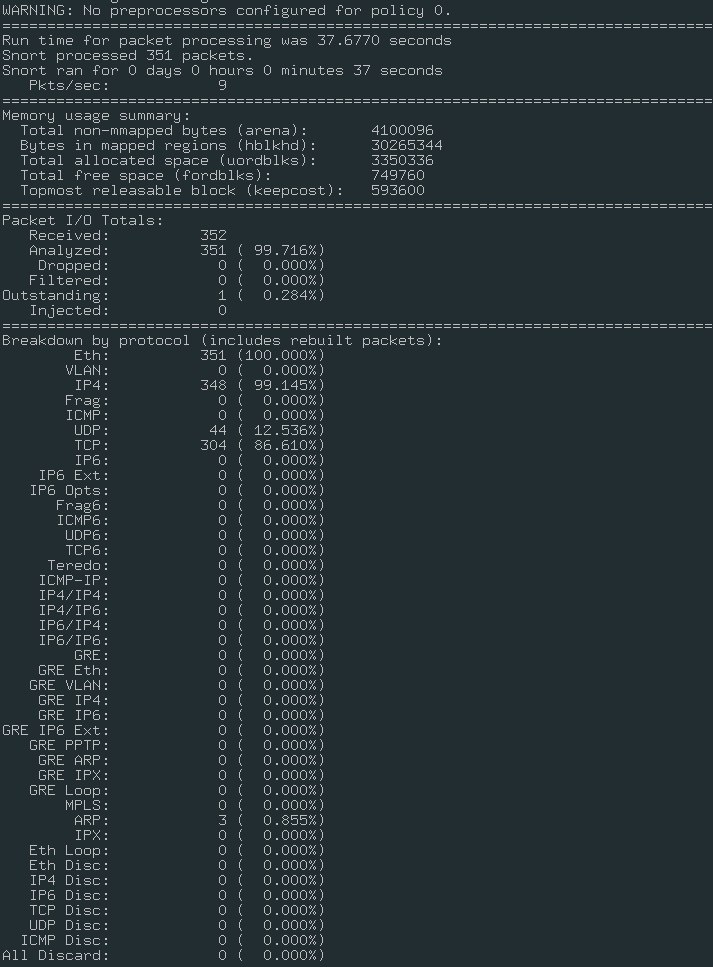 WARNING: No preprocessors configured for policy 0.
===============================================================================
Run time for packet processing was 37.6770 seconds
Snort processed 351 packets.
Snort ran for 0 days 0 hours 0 minutes 37 seconds
   Pkts/sec:            9
===============================================================================
Memory usage summary:
  Total non-mmapped bytes (arena):       4100096
  Bytes in mapped regions (hblkhd):      30265344
  Total allocated space (uordblks):      3350336
  Total free space (fordblks):           749760
  Topmost releasable block (keepcost):   593600
===============================================================================
Packet I/O Totals:
   Received:          352
   Analyzed:          351 ( 99.716%)
    Dropped:            0 (  0.000%)
   Filtered:            0 (  0.000%)
Outstanding:            1 (  0.284%)
   Injected:            0
===============================================================================
Breakdown by protocol (includes rebuilt packets):
        Eth:          351 (100.000%)
       VLAN:            0 (  0.000%)
        IP4:          348 ( 99.145%)
       Frag:            0 (  0.000%)
       ICMP:            0 (  0.000%)
        UDP:           44 ( 12.536%)
        TCP:          304 ( 86.610%)
        IP6:            0 (  0.000%)
    IP6 Ext:            0 (  0.000%)
   IP6 Opts:            0 (  0.000%)
      Frag6:            0 (  0.000%)
      ICMP6:            0 (  0.000%)
       UDP6:            0 (  0.000%)
       TCP6:            0 (  0.000%)
     Teredo:            0 (  0.000%)
    ICMP-IP:            0 (  0.000%)
    IP4/IP4:            0 (  0.000%)
    IP4/IP6:            0 (  0.000%)
    IP6/IP4:            0 (  0.000%)
    IP6/IP6:            0 (  0.000%)
        GRE:            0 (  0.000%)
    GRE Eth:            0 (  0.000%)
   GRE VLAN:            0 (  0.000%)
    GRE IP4:            0 (  0.000%)
    GRE IP6:            0 (  0.000%)
GRE IP6 Ext:            0 (  0.000%)
   GRE PPTP:            0 (  0.000%)
    GRE ARP:            0 (  0.000%)
    GRE IPX:            0 (  0.000%)
   GRE Loop:            0 (  0.000%)
       MPLS:            0 (  0.000%)
        ARP:            3 (  0.855%)
        IPX:            0 (  0.000%)
   Eth Loop:            0 (  0.000%)
   Eth Disc:            0 (  0.000%)
   IP4 Disc:            0 (  0.000%)
   IP6 Disc:            0 (  0.000%)
   TCP Disc:            0 (  0.000%)
   UDP Disc:            0 (  0.000%)
  ICMP Disc:            0 (  0.000%)
All Discard:            0 (  0.000%)